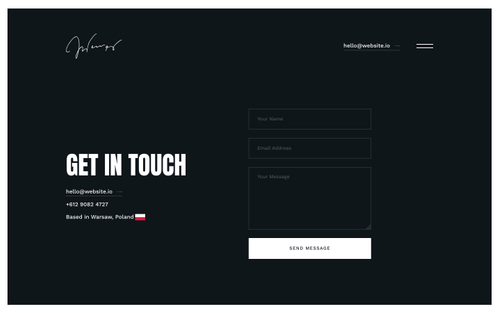 hello@website.io
GET IN TOUCH
hello@website.io
+612 9082 4727
Based in Warsaw, Poland
Your Name
Email Address
Your Message
SEND MESSAGE